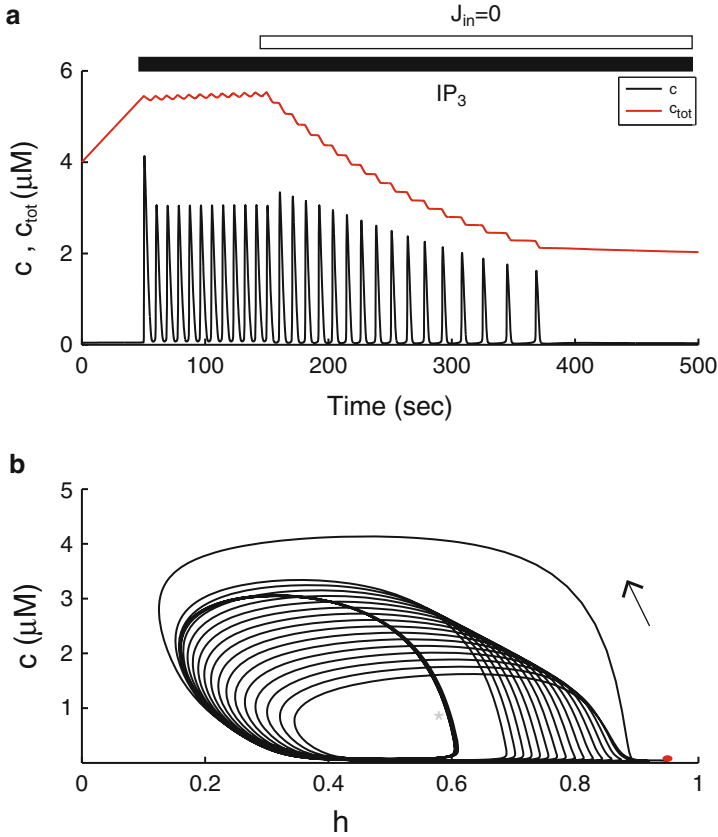 a
J_in=0
IP_3
c
c_tot
c , c_tot (μM)
6
4
2
0
0 100 200 300 400 500
Time (sec)
b
c (μM)
5
4
3
2
1
*
0 0.2 0.4 0.6 0.8 1
h